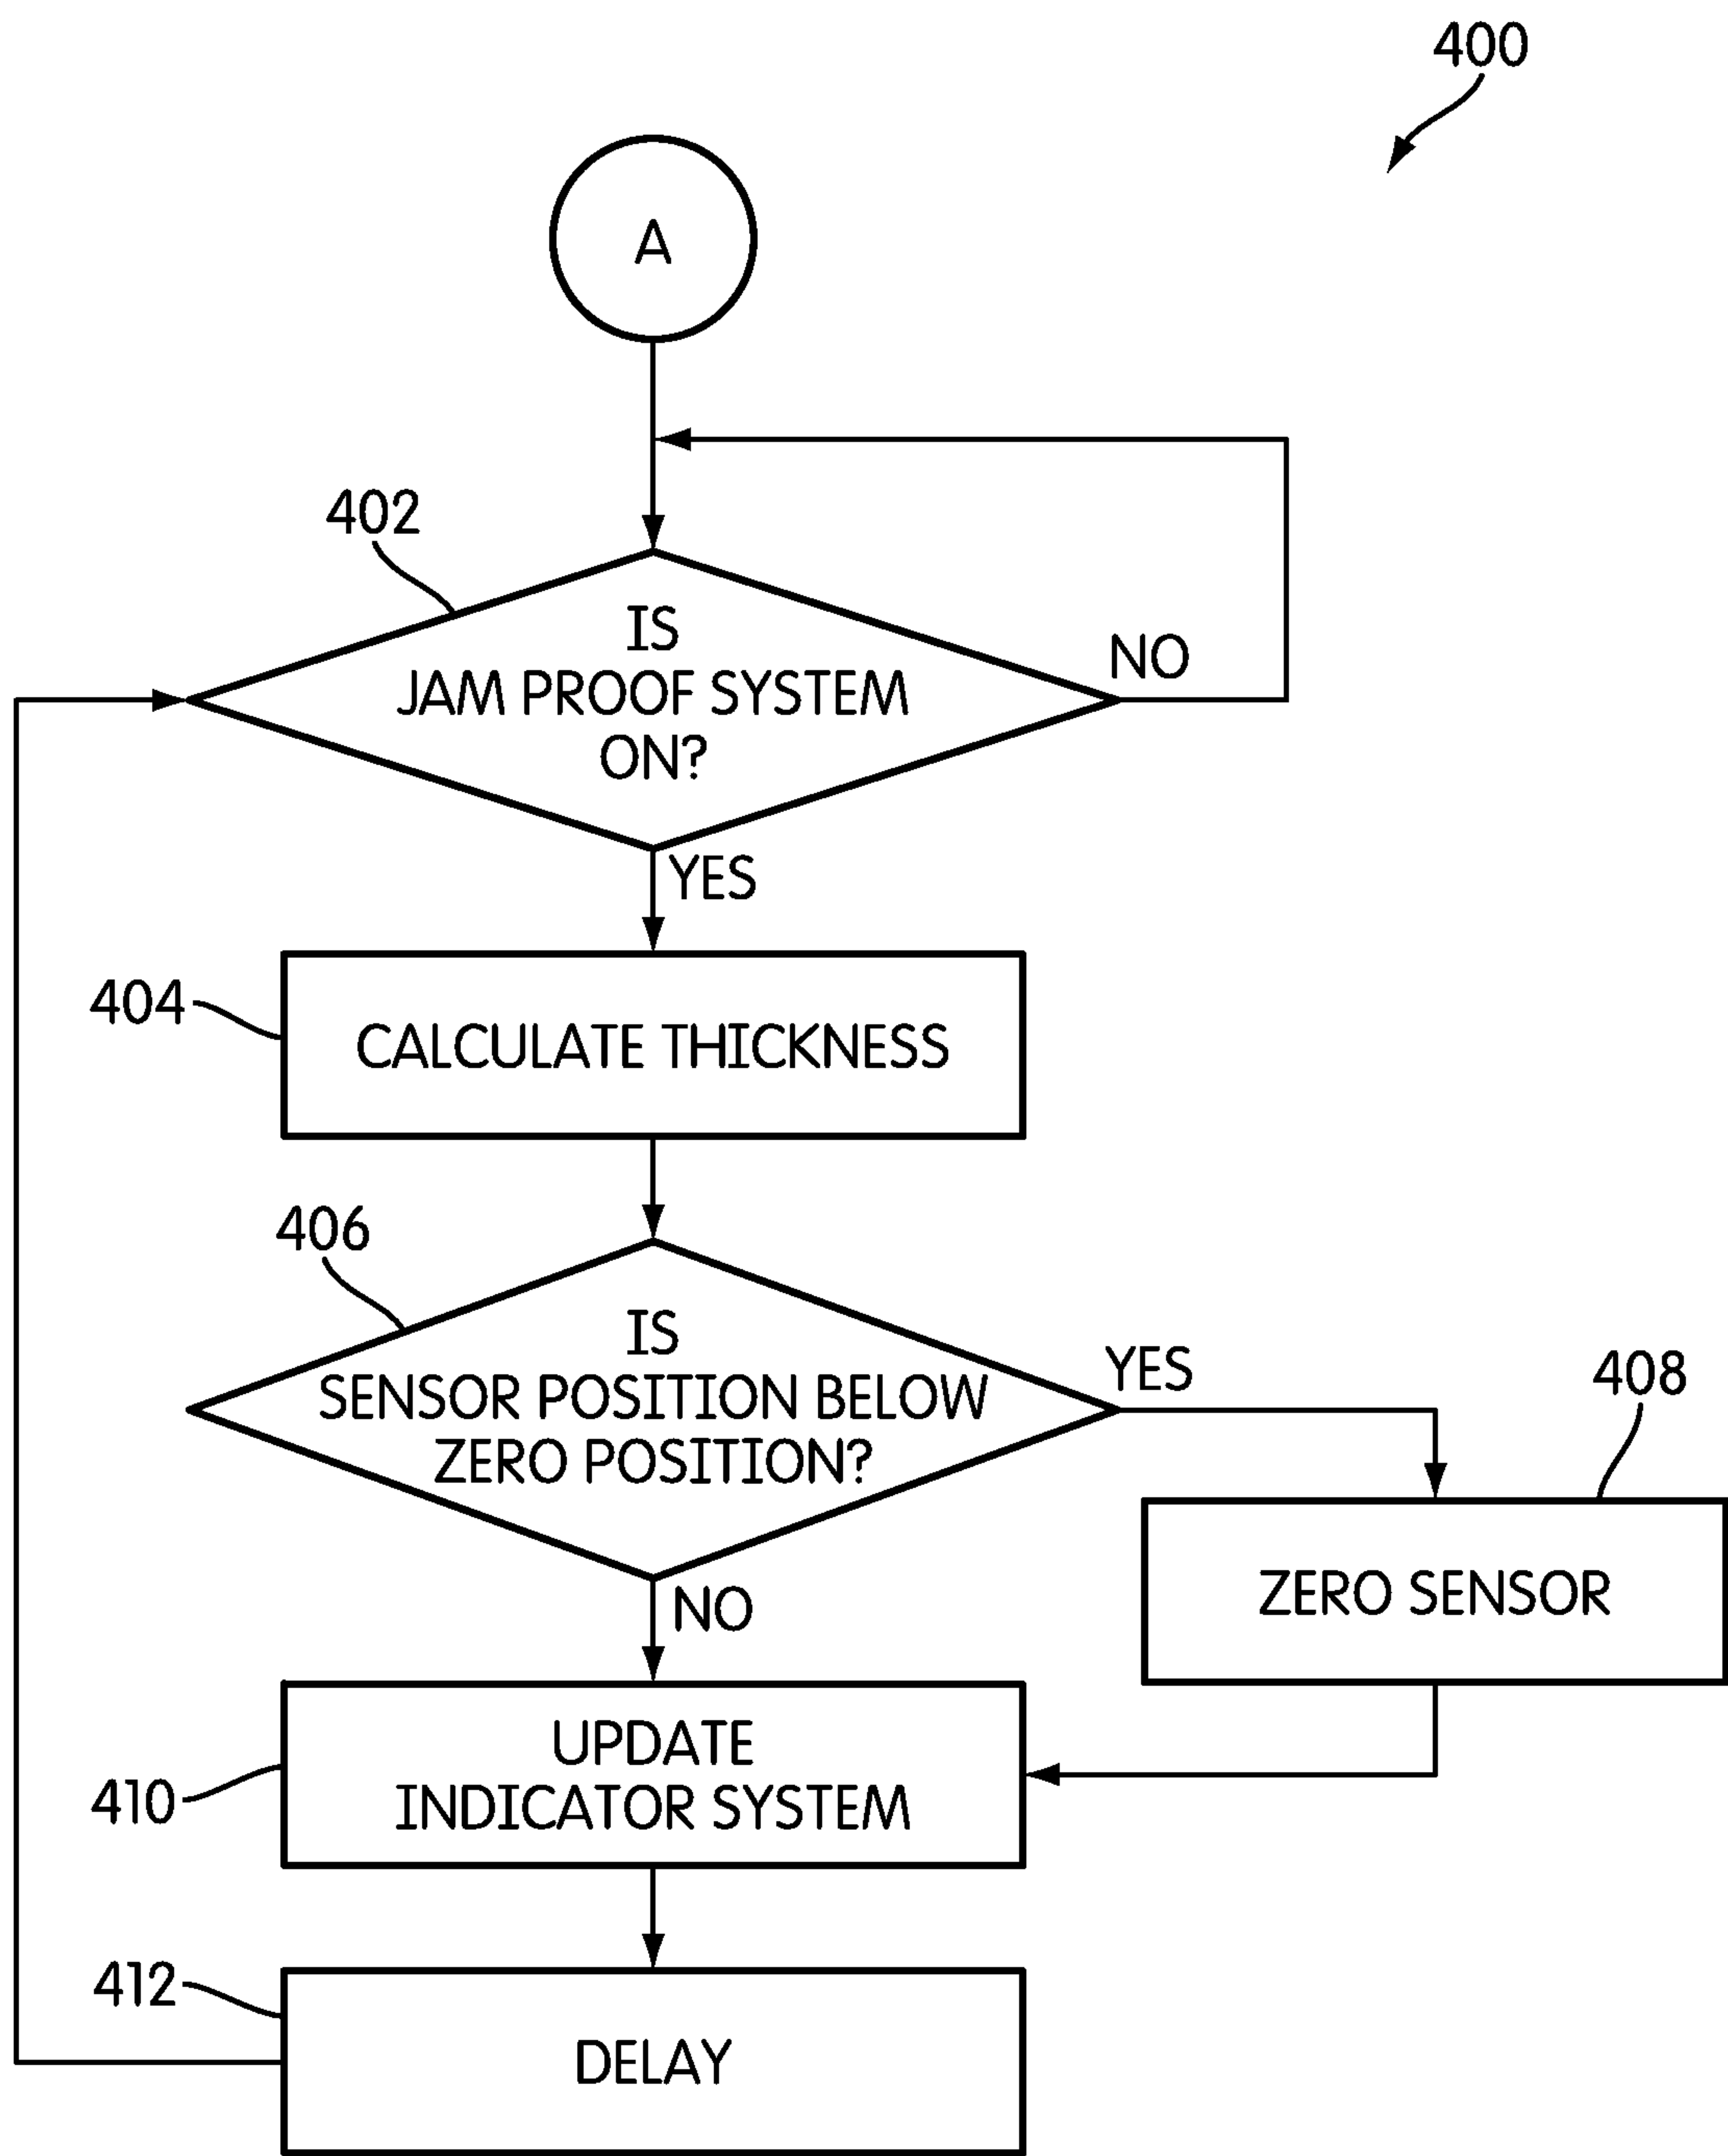 400
A
402
IS
JAM PROOF SYSTEM
ON?
NO
YES
404
CALCULATE THICKNESS
406
IS
SENSOR POSITION BELOW
ZERO POSITION?
YES
408
ZERO SENSOR
NO
410
UPDATE
INDICATOR SYSTEM
412
DELAY